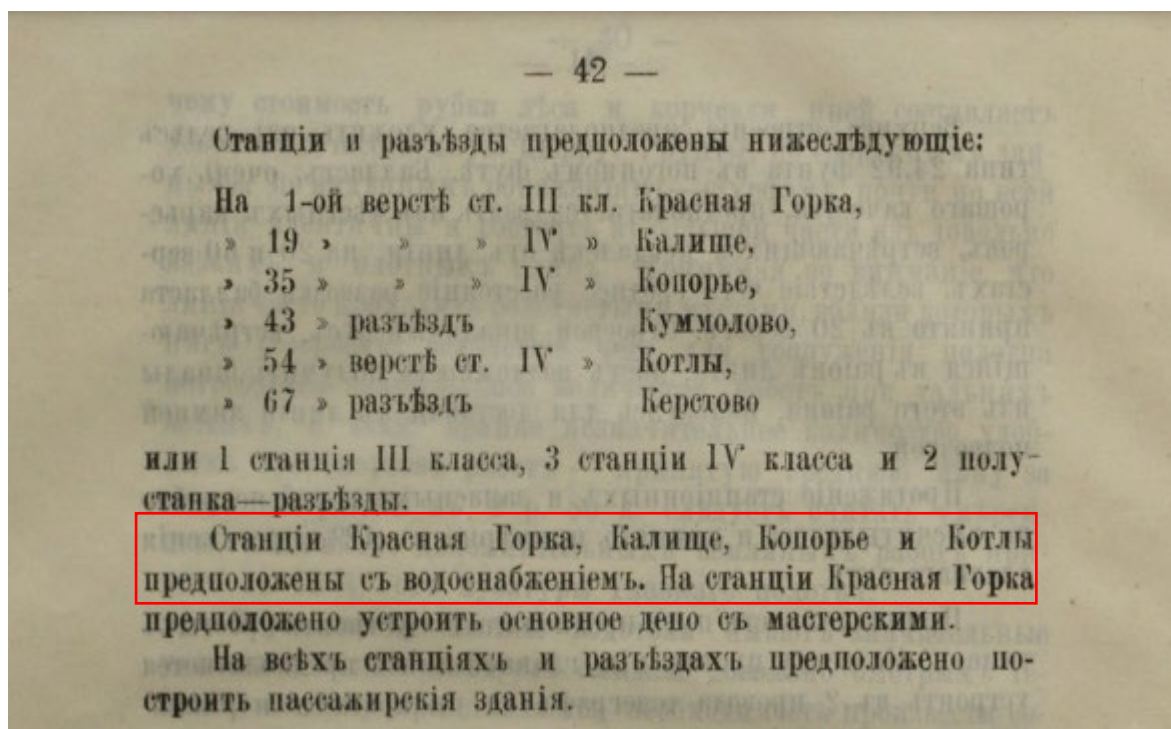 — 42 —
Станціи и разъѣзды предположены нижеслѣдующіе:
На 1-ой верстѣ ст. III кл. Красная Горка,
» 19 » » » IV » Калище,
» 35 » » » IV » Копорье,
» 43 » разъѣздъ Куммолово,
» 54 » верстѣ ст. IV » Котлы,
» 67 » разъѣздъ Керстово
или 1 станція III класса, 3 станціи IV класса и 2 полу-
станка—разъѣзды.
Станціи Красная Горка, Калище, Копорье и Котлы
предположены съ водоснабженіемъ. На станціи Красная Горка
предположено устроить основное депо съ мастерскими.
На всѣхъ станціяхъ и разъѣздахъ предположено по-
строить пассажирскія зданія.